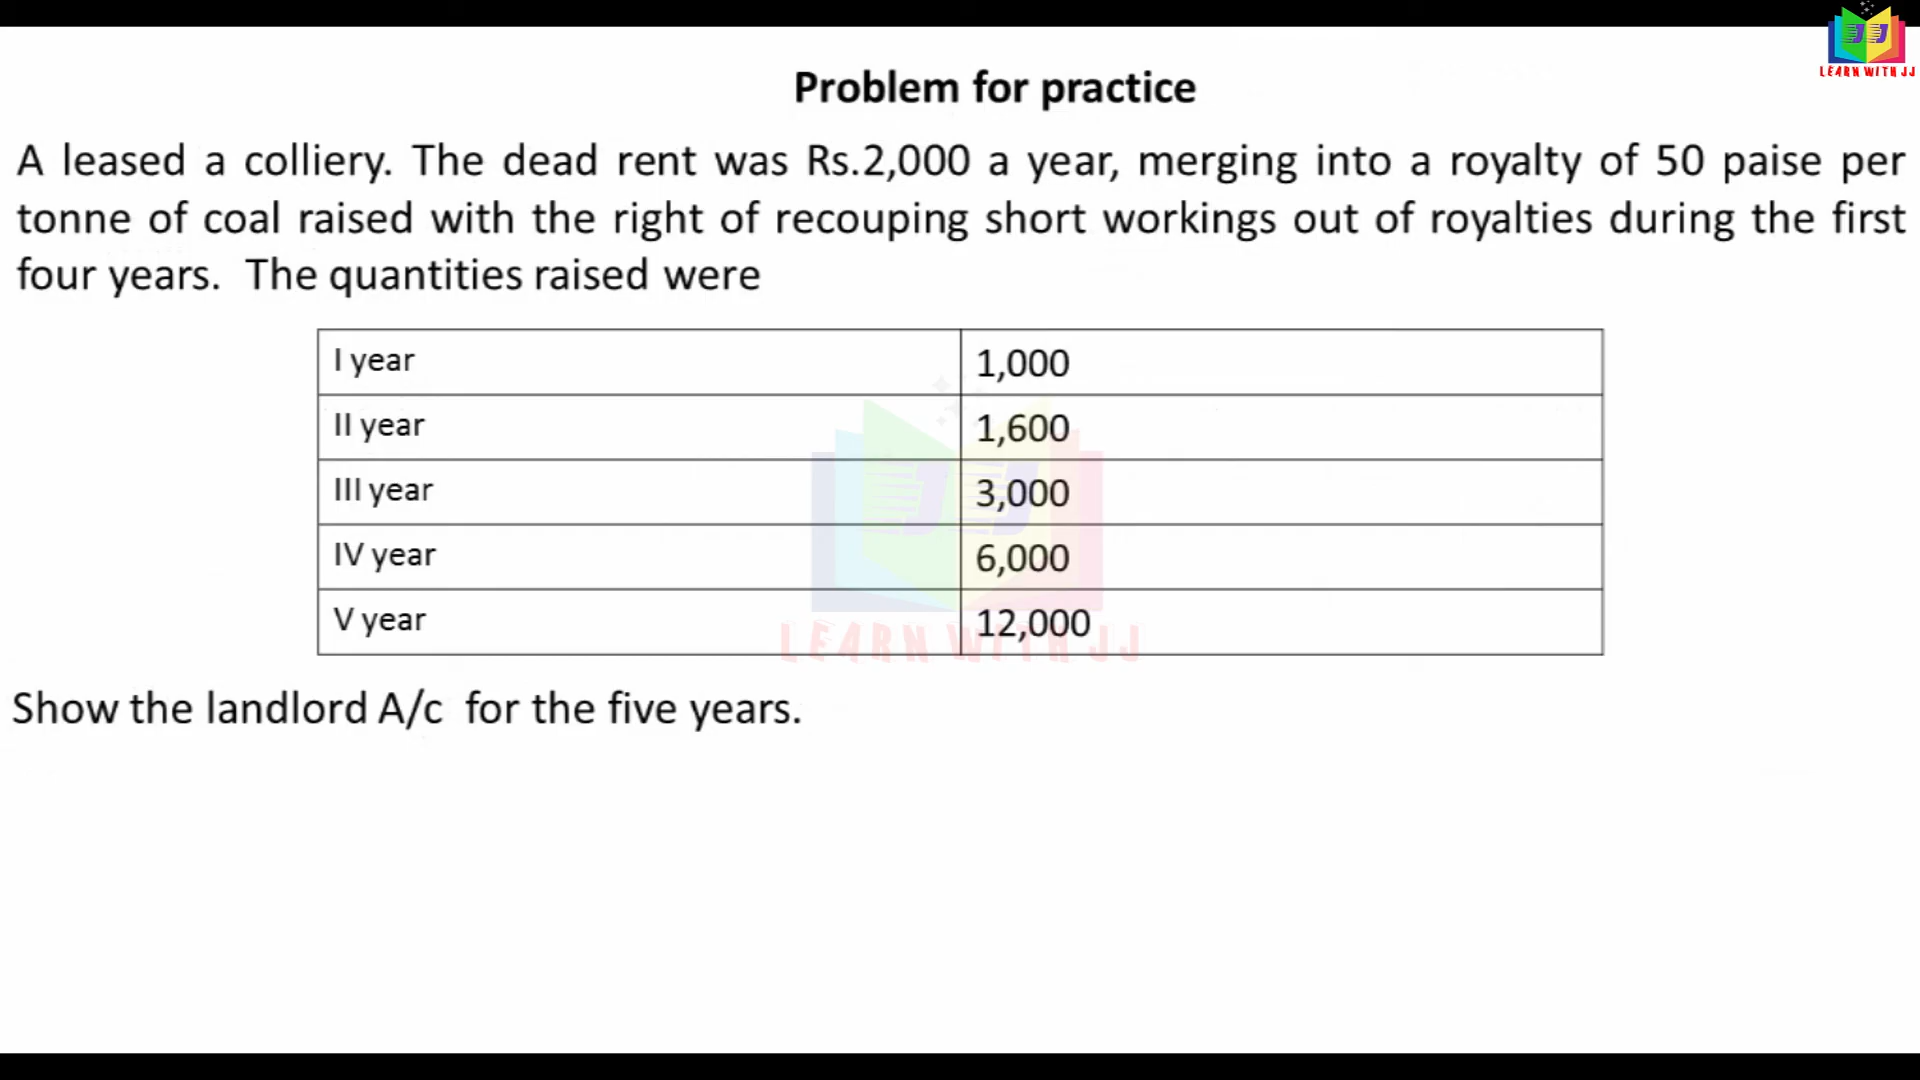 LEARN WITH JJ
Problem for practice
A leased a colliery. The dead rent was Rs.2,000 a year, merging into a royalty of 50 paise per
tonne of coal raised with the right of recouping short workings out of royalties during the first
four years. The quantities raised were
I year 1,000
II year 1,600
III year 3,000
IV year 6,000
V year 12,000
LEARN WITH JJ
Show the landlord A/c for the five years.